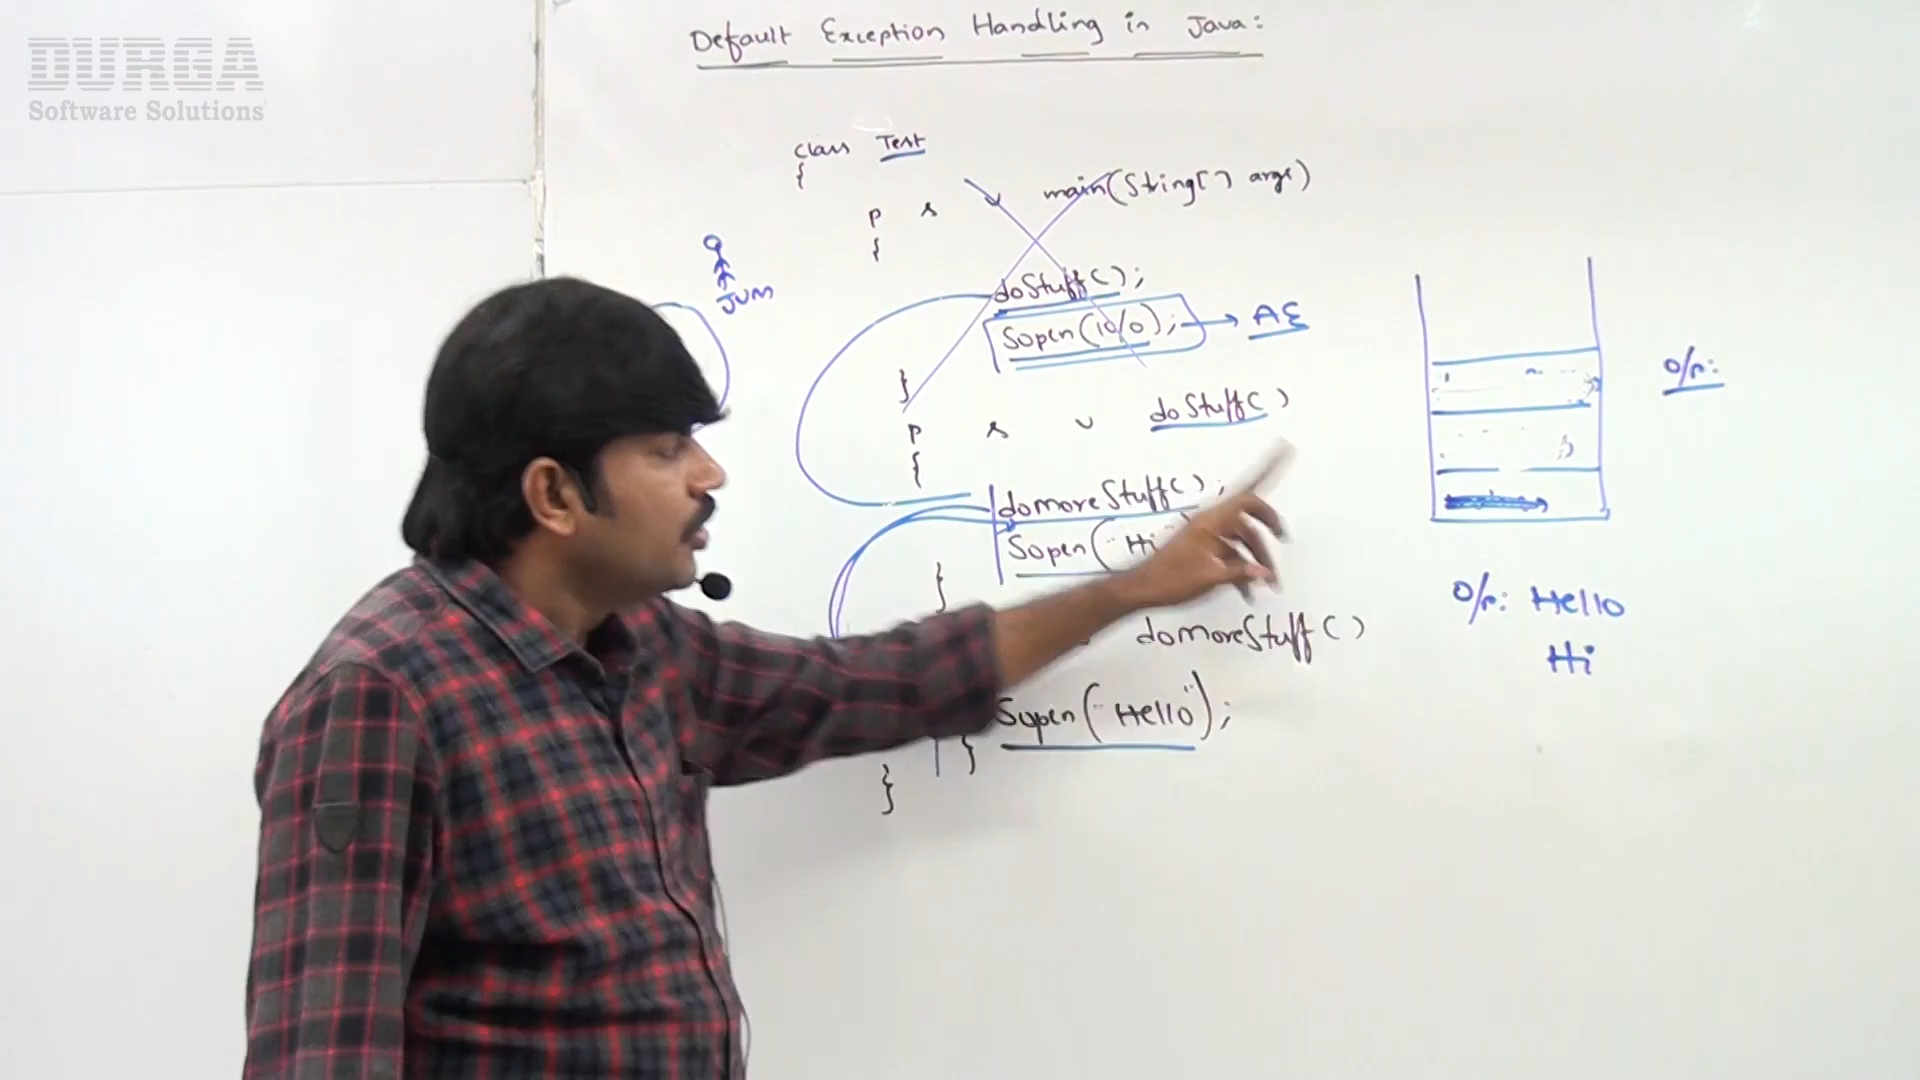 DURGA
Software Solutions
Default Exception Handling in Java:
class Test
{
p s v main(String[] args)
{
JVM
doStuff();
Sopln(10/0); → AE
}
p s v doStuff()
{
domoreStuff();
Sopln("Hi
}
domoreStuff()
Sopln("Hello");
}
}
O/P:
O/P: Hello
Hi